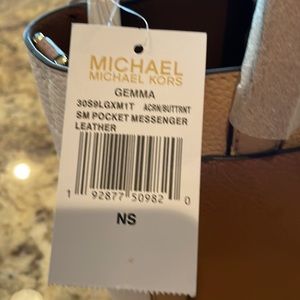 MICHAEL
MICHAEL KORS
GEMMA
30S9LGXM1T ACRN/BUTTRNT
SM POCKET MESSENGER
LEATHER
1 92877 50982 0
NS